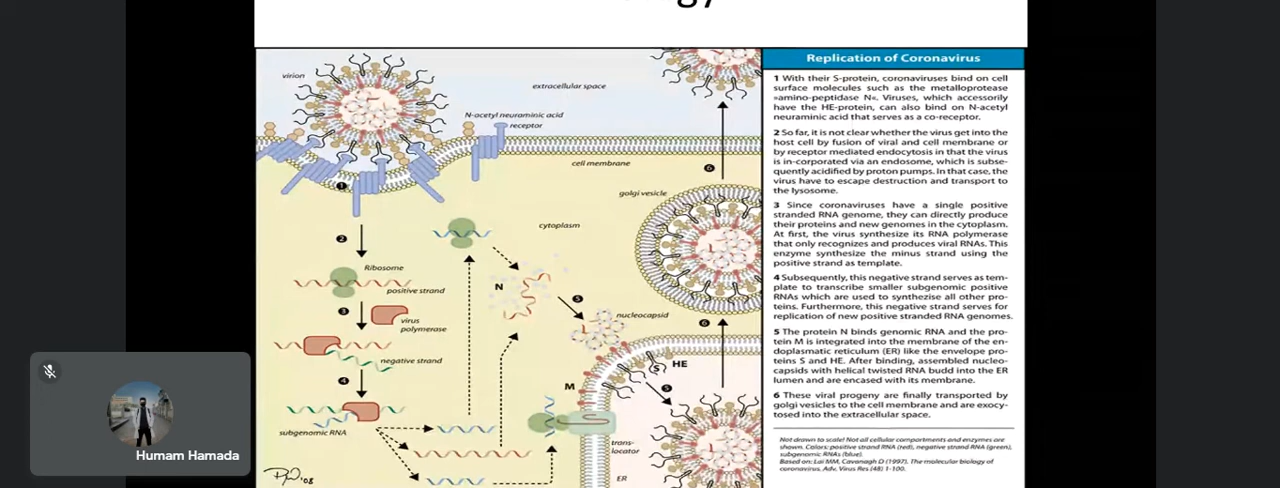 Replication of Coronavirus
virion
extracellular space
N-acetyl neuraminic acid
receptor
cell membrane
1
6
golgi vesicle
cytoplasm
2
Ribosome
positive strand
N
5
nucleocapsid
3
virus
polymerase
6
negative strand
S
HE
4
M
5
subgenomic RNA
trans-
locator
ER
'08
1 With their S-protein, coronaviruses bind on cell
surface molecules such as the metalloprotease
»amino-peptidase N«. Viruses, which accessorily
have the HE-protein, can also bind on N-acetyl
neuraminic acid that serves as a co-receptor.
2 So far, it is not clear whether the virus get into the
host cell by fusion of viral and cell membrane or
by receptor mediated endocytosis in that the virus
is in-corporated via an endosome, which is subse-
quently acidified by proton pumps. In that case, the
virus have to escape destruction and transport to
the lysosome.
3 Since coronaviruses have a single positive
stranded RNA genome, they can directly produce
their proteins and new genomes in the cytoplasm.
At first, the virus synthesize its RNA polymerase
that only recognizes and produces viral RNAs. This
enzyme synthesize the minus strand using the
positive strand as template.
4 Subsequently, this negative strand serves as tem-
plate to transcribe smaller subgenomic positive
RNAs which are used to synthezise all other pro-
teins. Furthermore, this negative strand serves for
replication of new positive stranded RNA genomes.
5 The protein N binds genomic RNA and the pro-
tein M is integrated into the membrane of the en-
doplasmatic reticulum (ER) like the envelope pro-
teins S and HE. After binding, assembled nucleo-
capsids with helical twisted RNA budd into the ER
lumen and are encased with its membrane.
6 These viral progeny are finally transported by
golgi vesicles to the cell membrane and are exocy-
tosed into the extracellular space.
Not drawn to scale! Not all cellular compartments and enzymes are
shown. Colors: positive strand RNA (red), negative strand RNA (green),
subgenomic RNAs (blue).
Based on: Lai MM, Cavanagh D (1997). The molecular biology of
coronavirus. Adv. Virus Res (48) 1-100.
Humam Hamada